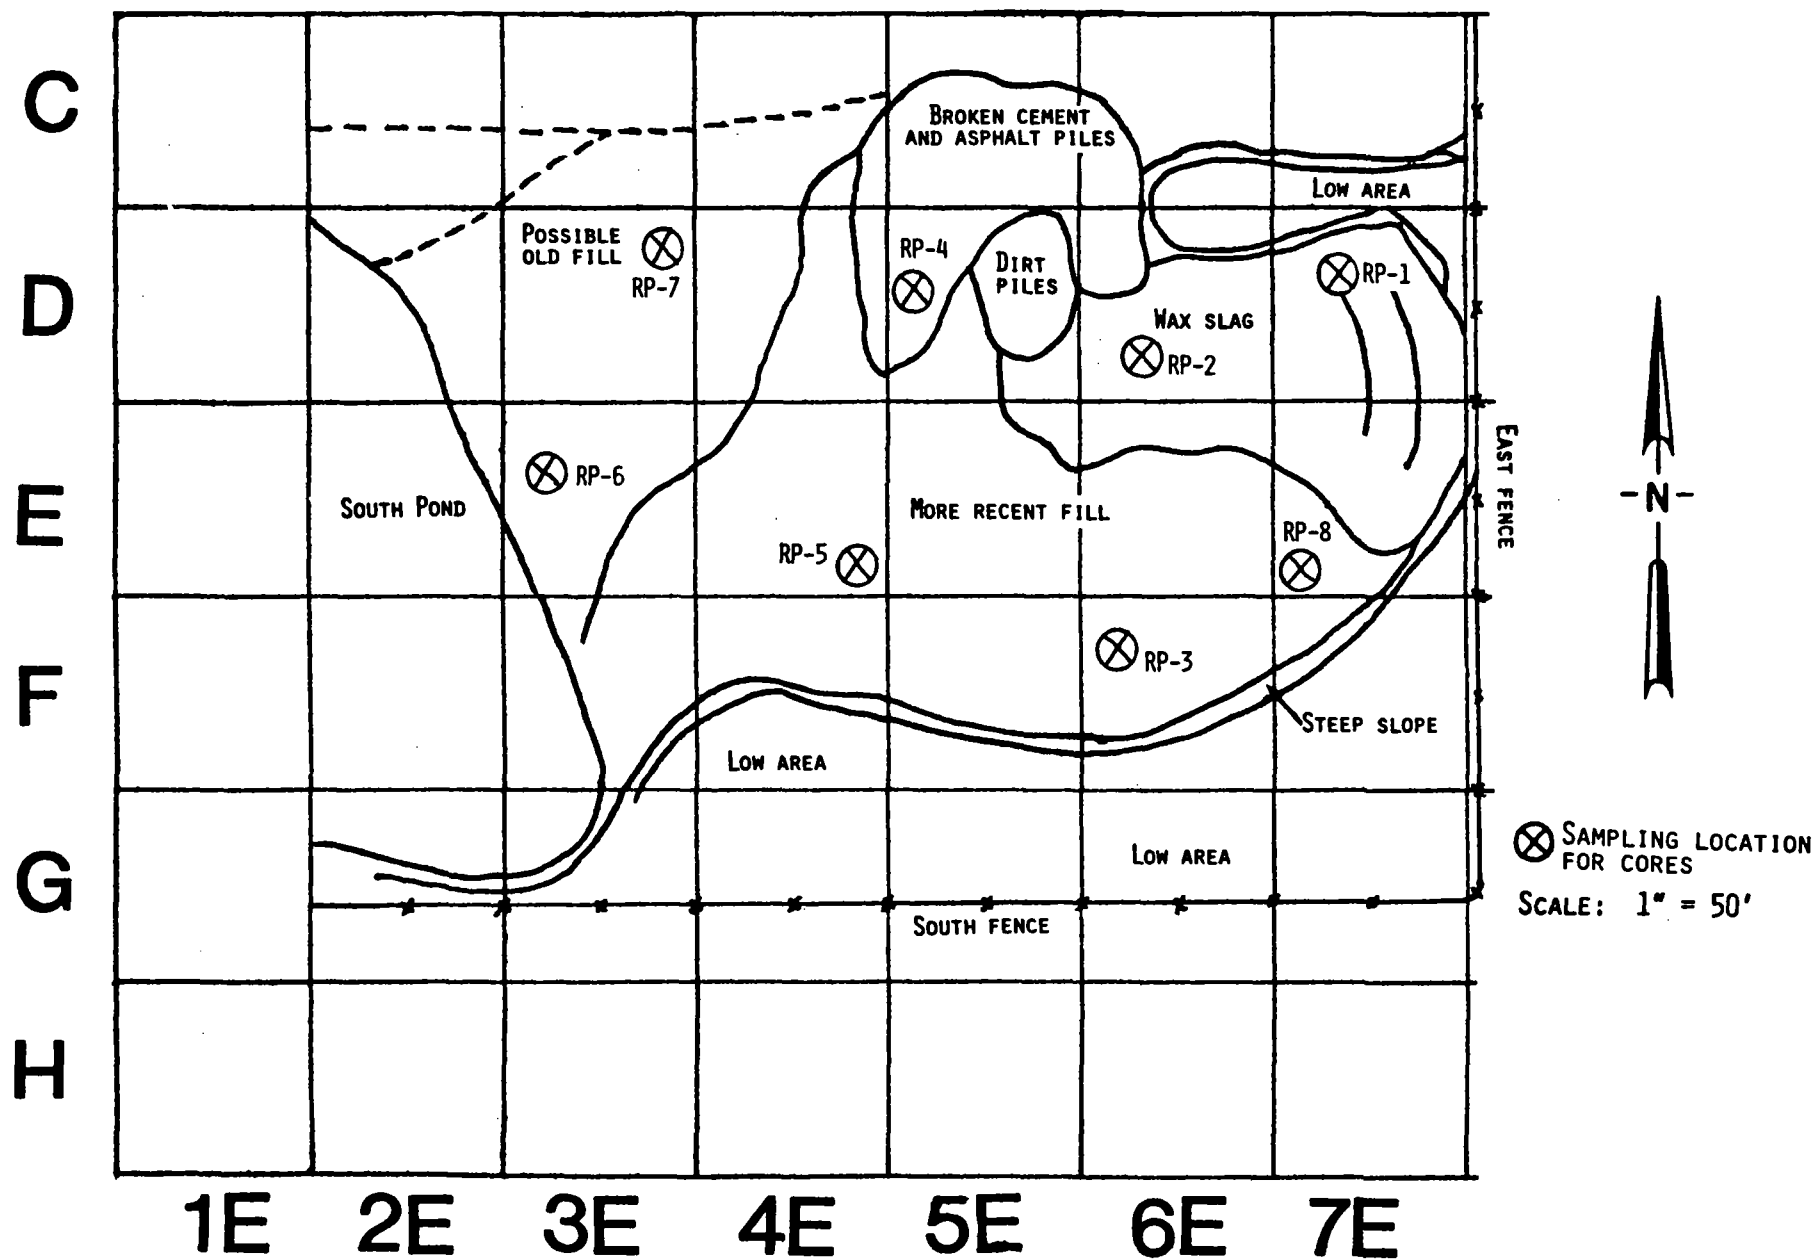 C
BROKEN CEMENT
AND ASPHALT PILES
LOW AREA
D
POSSIBLE
OLD FILL
RP-7
RP-4
DIRT
PILES
RP-1
WAX SLAG
RP-2
E
SOUTH POND
RP-6
MORE RECENT FILL
RP-5
RP-8
EAST FENCE
-N-
F
RP-3
STEEP SLOPE
LOW AREA
G
LOW AREA
SOUTH FENCE
SAMPLING LOCATION
FOR CORES
SCALE: 1" = 50'
H
1E 2E 3E 4E 5E 6E 7E